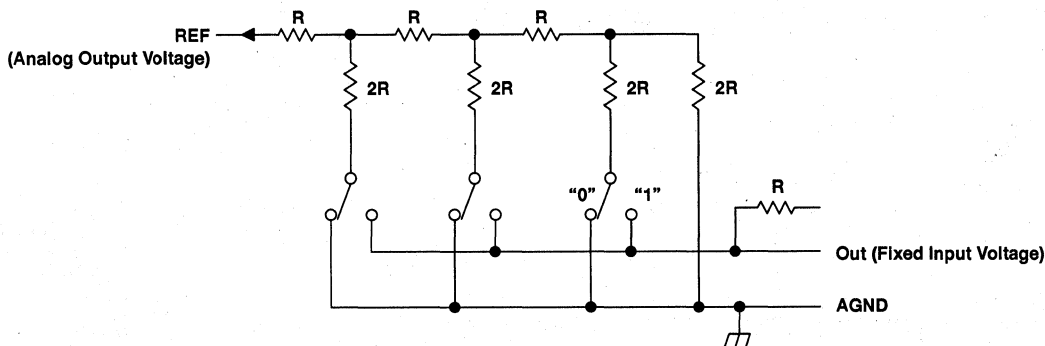 R R R
REF
(Analog Output Voltage)
2R 2R 2R 2R
"0" "1" R
Out (Fixed Input Voltage)
AGND